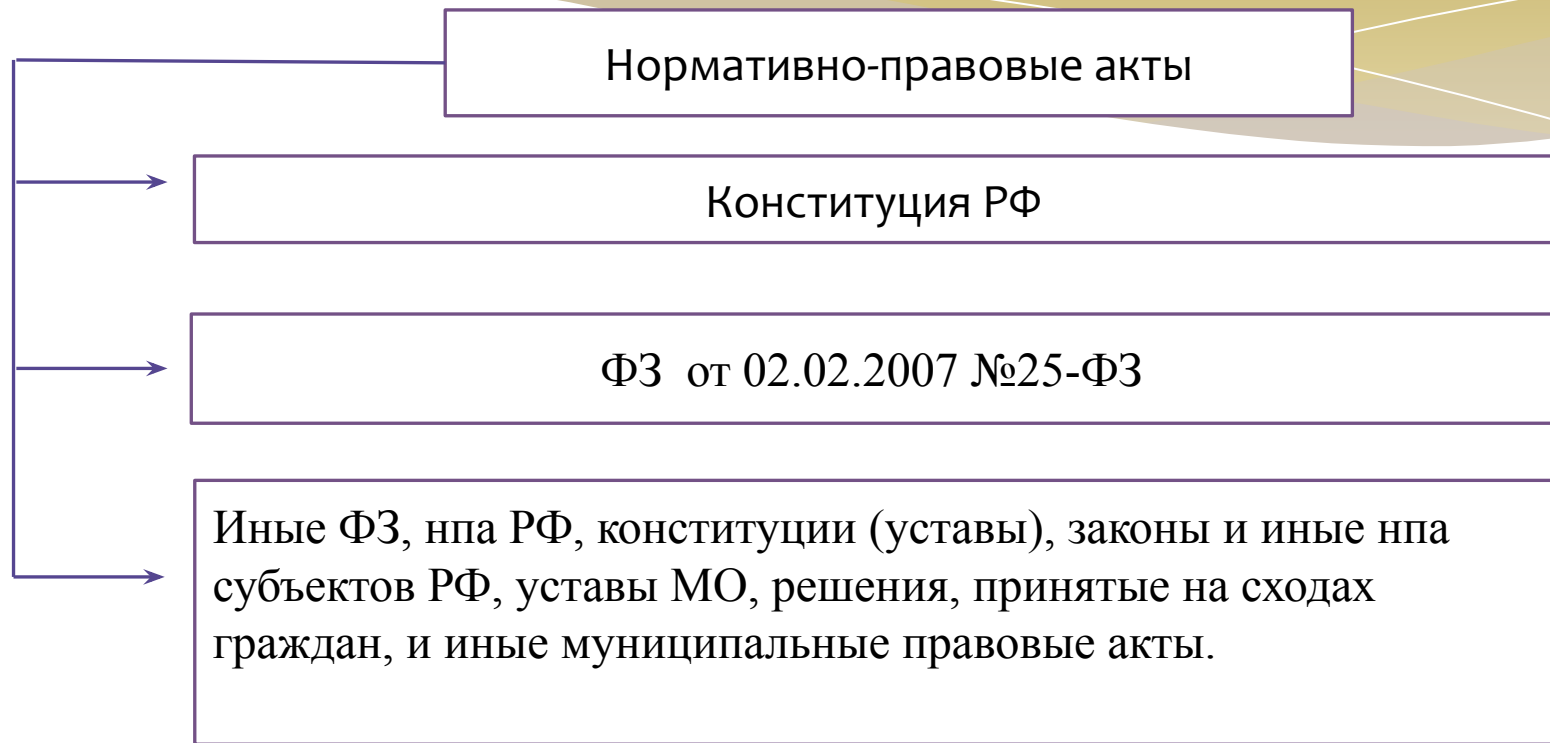 Нормативно-правовые акты
Конституция РФ
ФЗ от 02.02.2007 №25-ФЗ
Иные ФЗ, нпа РФ, конституции (уставы), законы и иные нпа
субъектов РФ, уставы МО, решения, принятые на сходах
граждан, и иные муниципальные правовые акты.